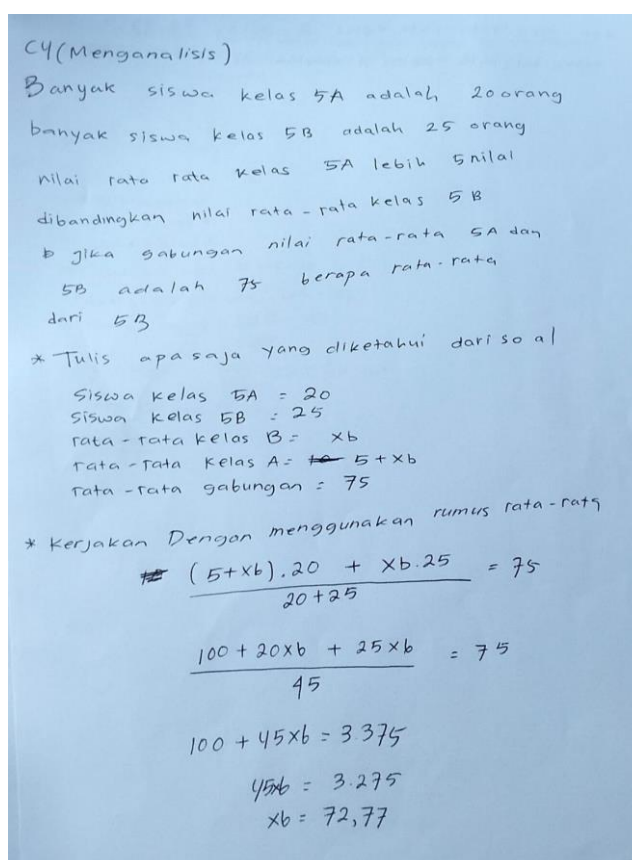 C4 (Menganalisis)
Banyak siswa kelas 5A adalah 20 orang
banyak siswa kelas 5B adalah 25 orang
nilai rata rata kelas 5A lebih 5 nilai
dibandingkan nilai rata-rata kelas 5B
jika gabungan nilai rata-rata 5A dan
5B adalah 75 berapa rata-rata
dari 5B
* Tulis apa saja yang diketahui dari soal
Siswa kelas 5A = 20
Siswa kelas 5B = 25
rata-rata kelas B = xb
rata-rata kelas A = 5 + xb
rata-rata gabungan = 75
* Kerjakan Dengan menggunakan rumus rata-rata
(5+xb).20 + xb.25 = 75
20 + 25
100 + 20xb + 25xb = 75
45
100 + 45xb = 3.375
45xb = 3.275
xb = 72,77